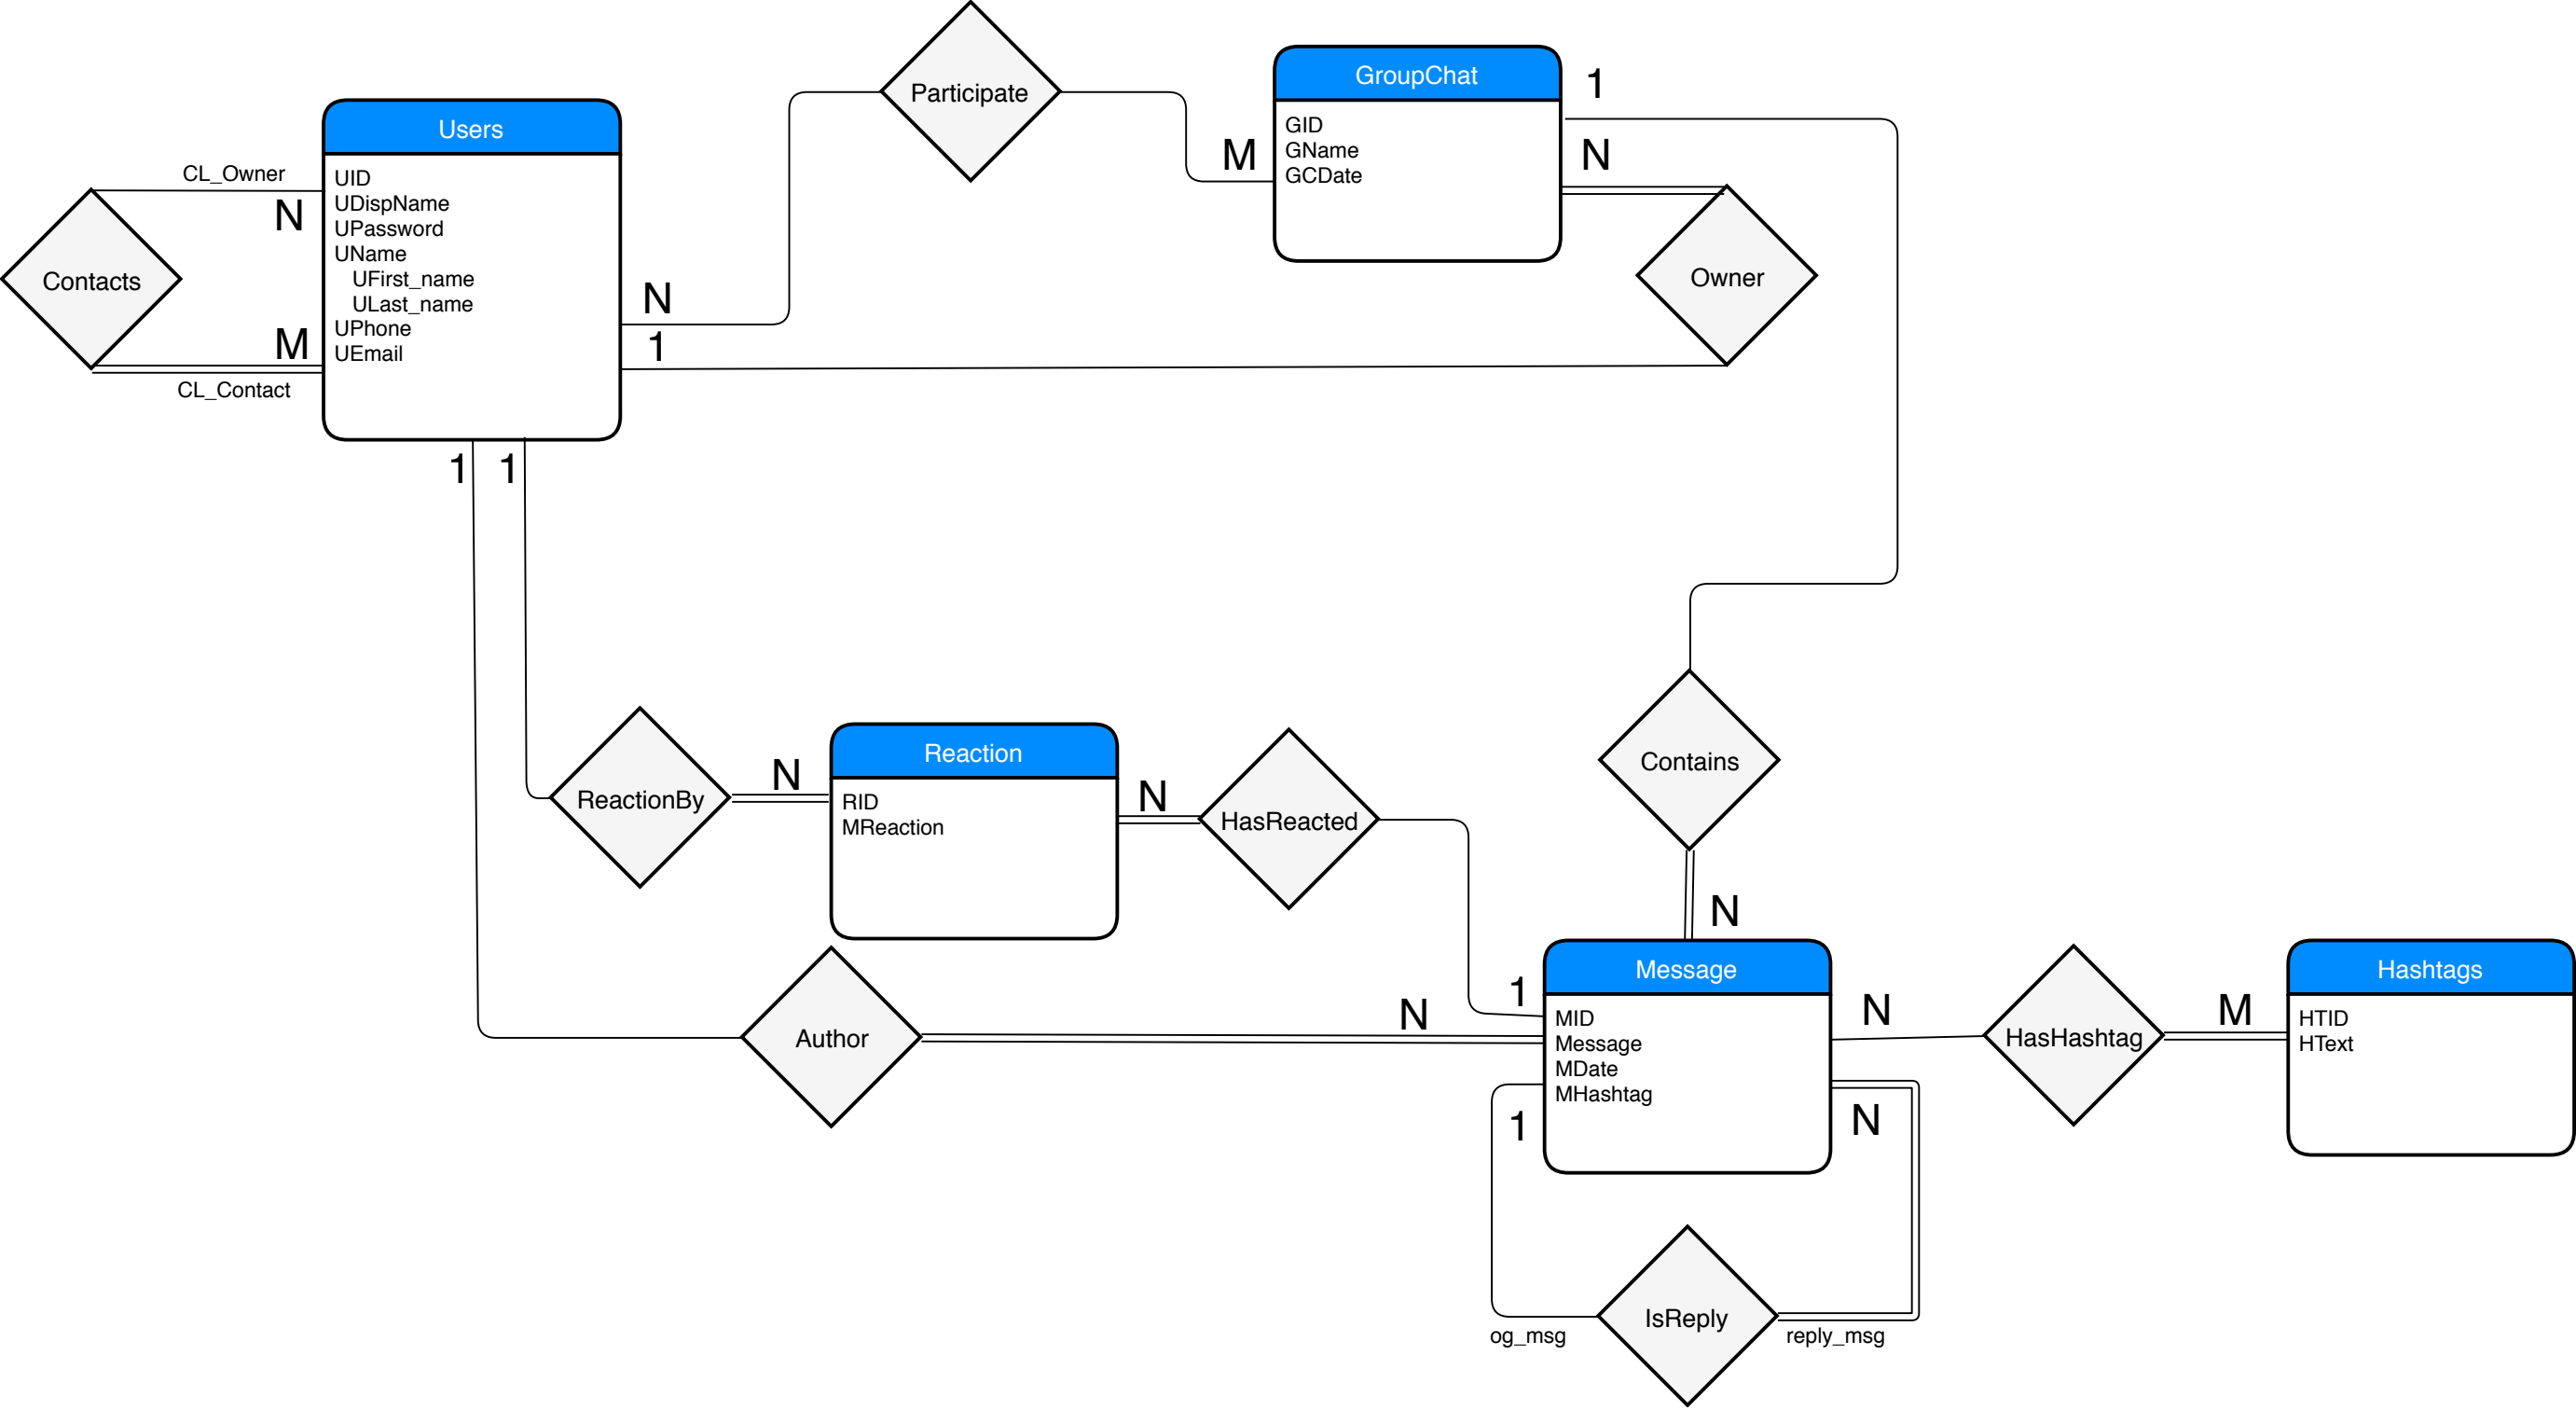 Participate
GroupChat
1
GID
GName
GCDate
M
N
Users
CL_Owner
N
UID
UDispName
UPassword
UName
UFirst_name
ULast_name
UPhone
UEmail
Contacts
M
CL_Contact
N
1
Owner
1
1
ReactionBy
N
Reaction
RID
MReaction
N
HasReacted
Contains
N
Author
N
1
Message
MID
Message
MDate
MHashtag
N
HasHashtag
M
Hashtags
HTID
HText
1
N
IsReply
og_msg
reply_msg